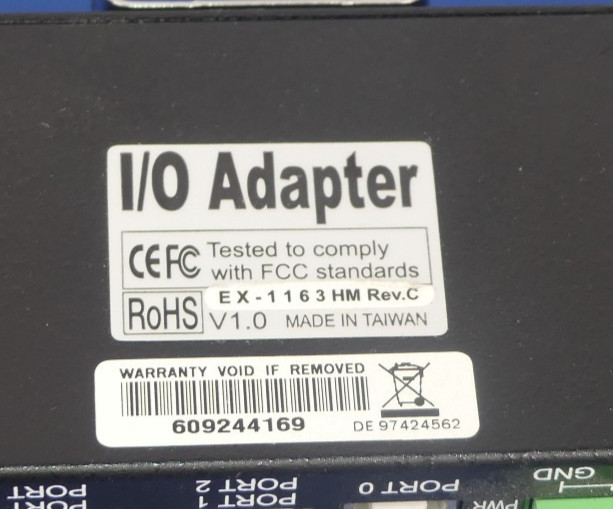 I/O Adapter
CE FC Tested to comply
with FCC standards
RoHS EX-1163HM Rev.C
V1.0 MADE IN TAIWAN
WARRANTY VOID IF REMOVED
609244169
DE 97424562
PORT PORT 2 PORT 0 GND
PORT PORT 1 PWR